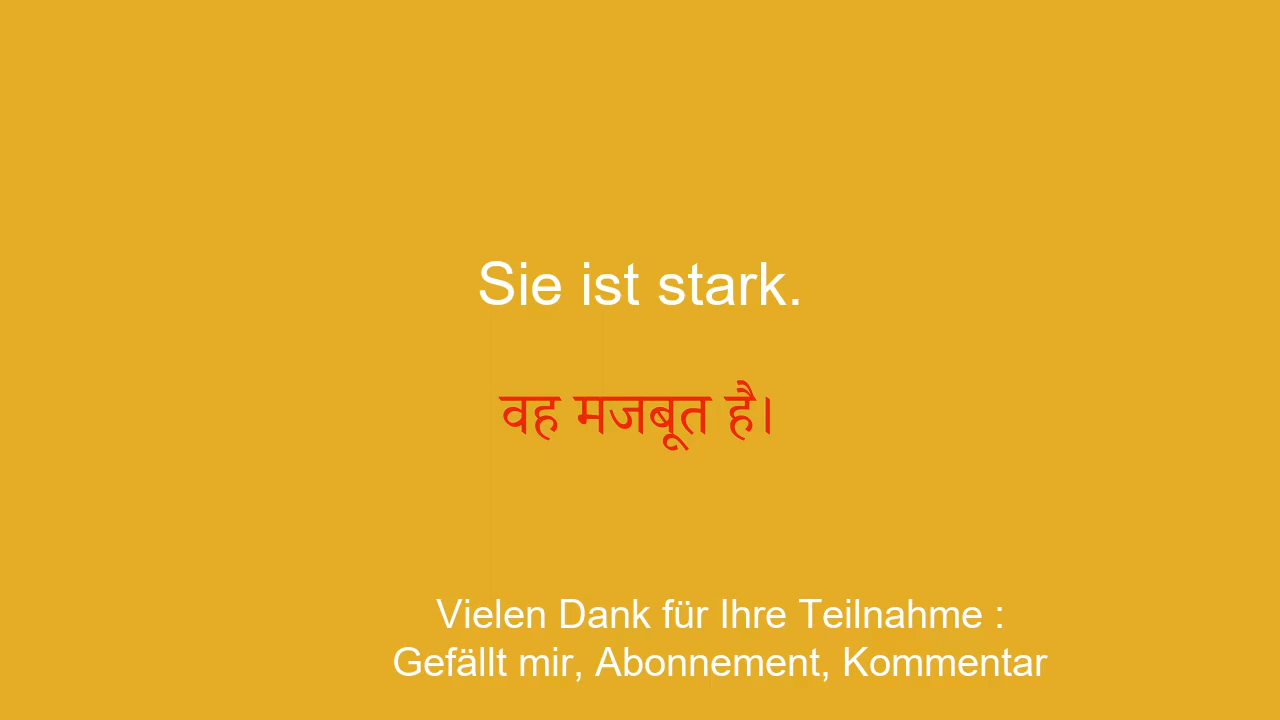 Sie ist stark.
वह मजबूत है।
Vielen Dank für Ihre Teilnahme :
Gefällt mir, Abonnement, Kommentar